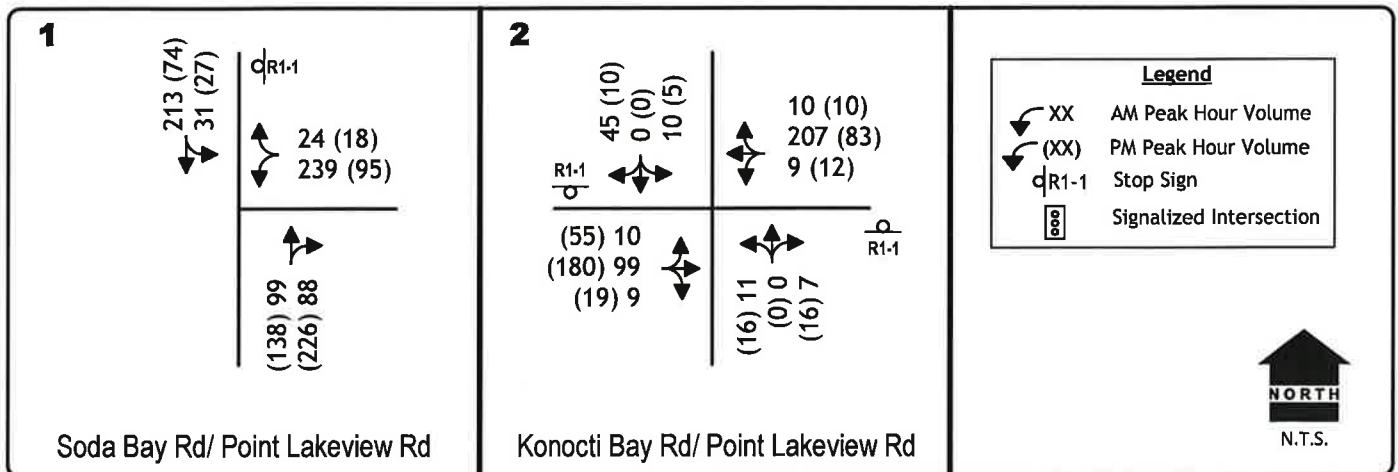 1
213 (74)
31 (27)
R1-1
24 (18)
239 (95)
(138) 99
(226) 88
Soda Bay Rd/ Point Lakeview Rd
2
45 (10)
0 (0)
10 (5)
10 (10)
207 (83)
9 (12)
R1-1
(55) 10
(180) 99
(19) 9
R1-1
(16) 11
(0) 0
(16) 7
Konocti Bay Rd/ Point Lakeview Rd
Legend
XX AM Peak Hour Volume
(XX) PM Peak Hour Volume
R1-1 Stop Sign
Signalized Intersection
NORTH
N.T.S.